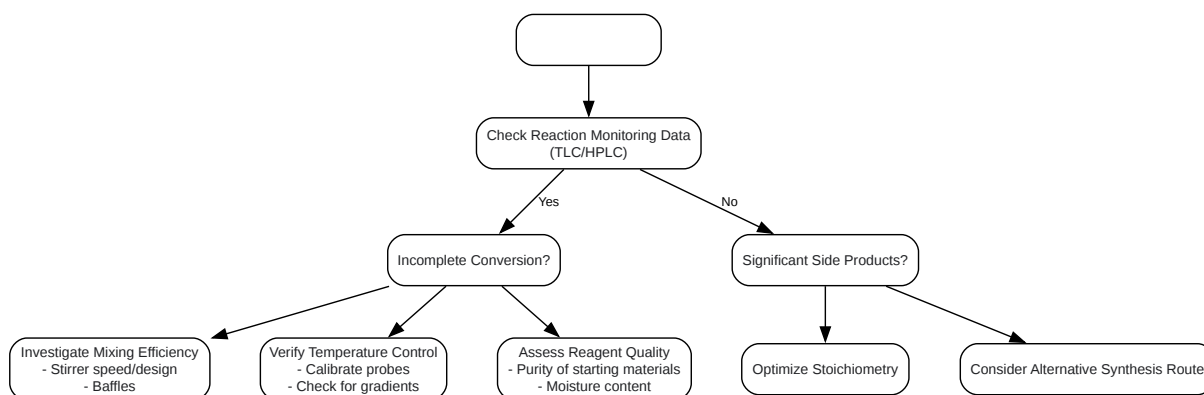 Check Reaction Monitoring Data
(TLC/HPLC)
Yes
No
Incomplete Conversion?
Significant Side Products?
Investigate Mixing Efficiency
- Stirrer speed/design
- Baffles
Verify Temperature Control
- Calibrate probes
- Check for gradients
Assess Reagent Quality
- Purity of starting materials
- Moisture content
Optimize Stoichiometry
Consider Alternative Synthesis Route